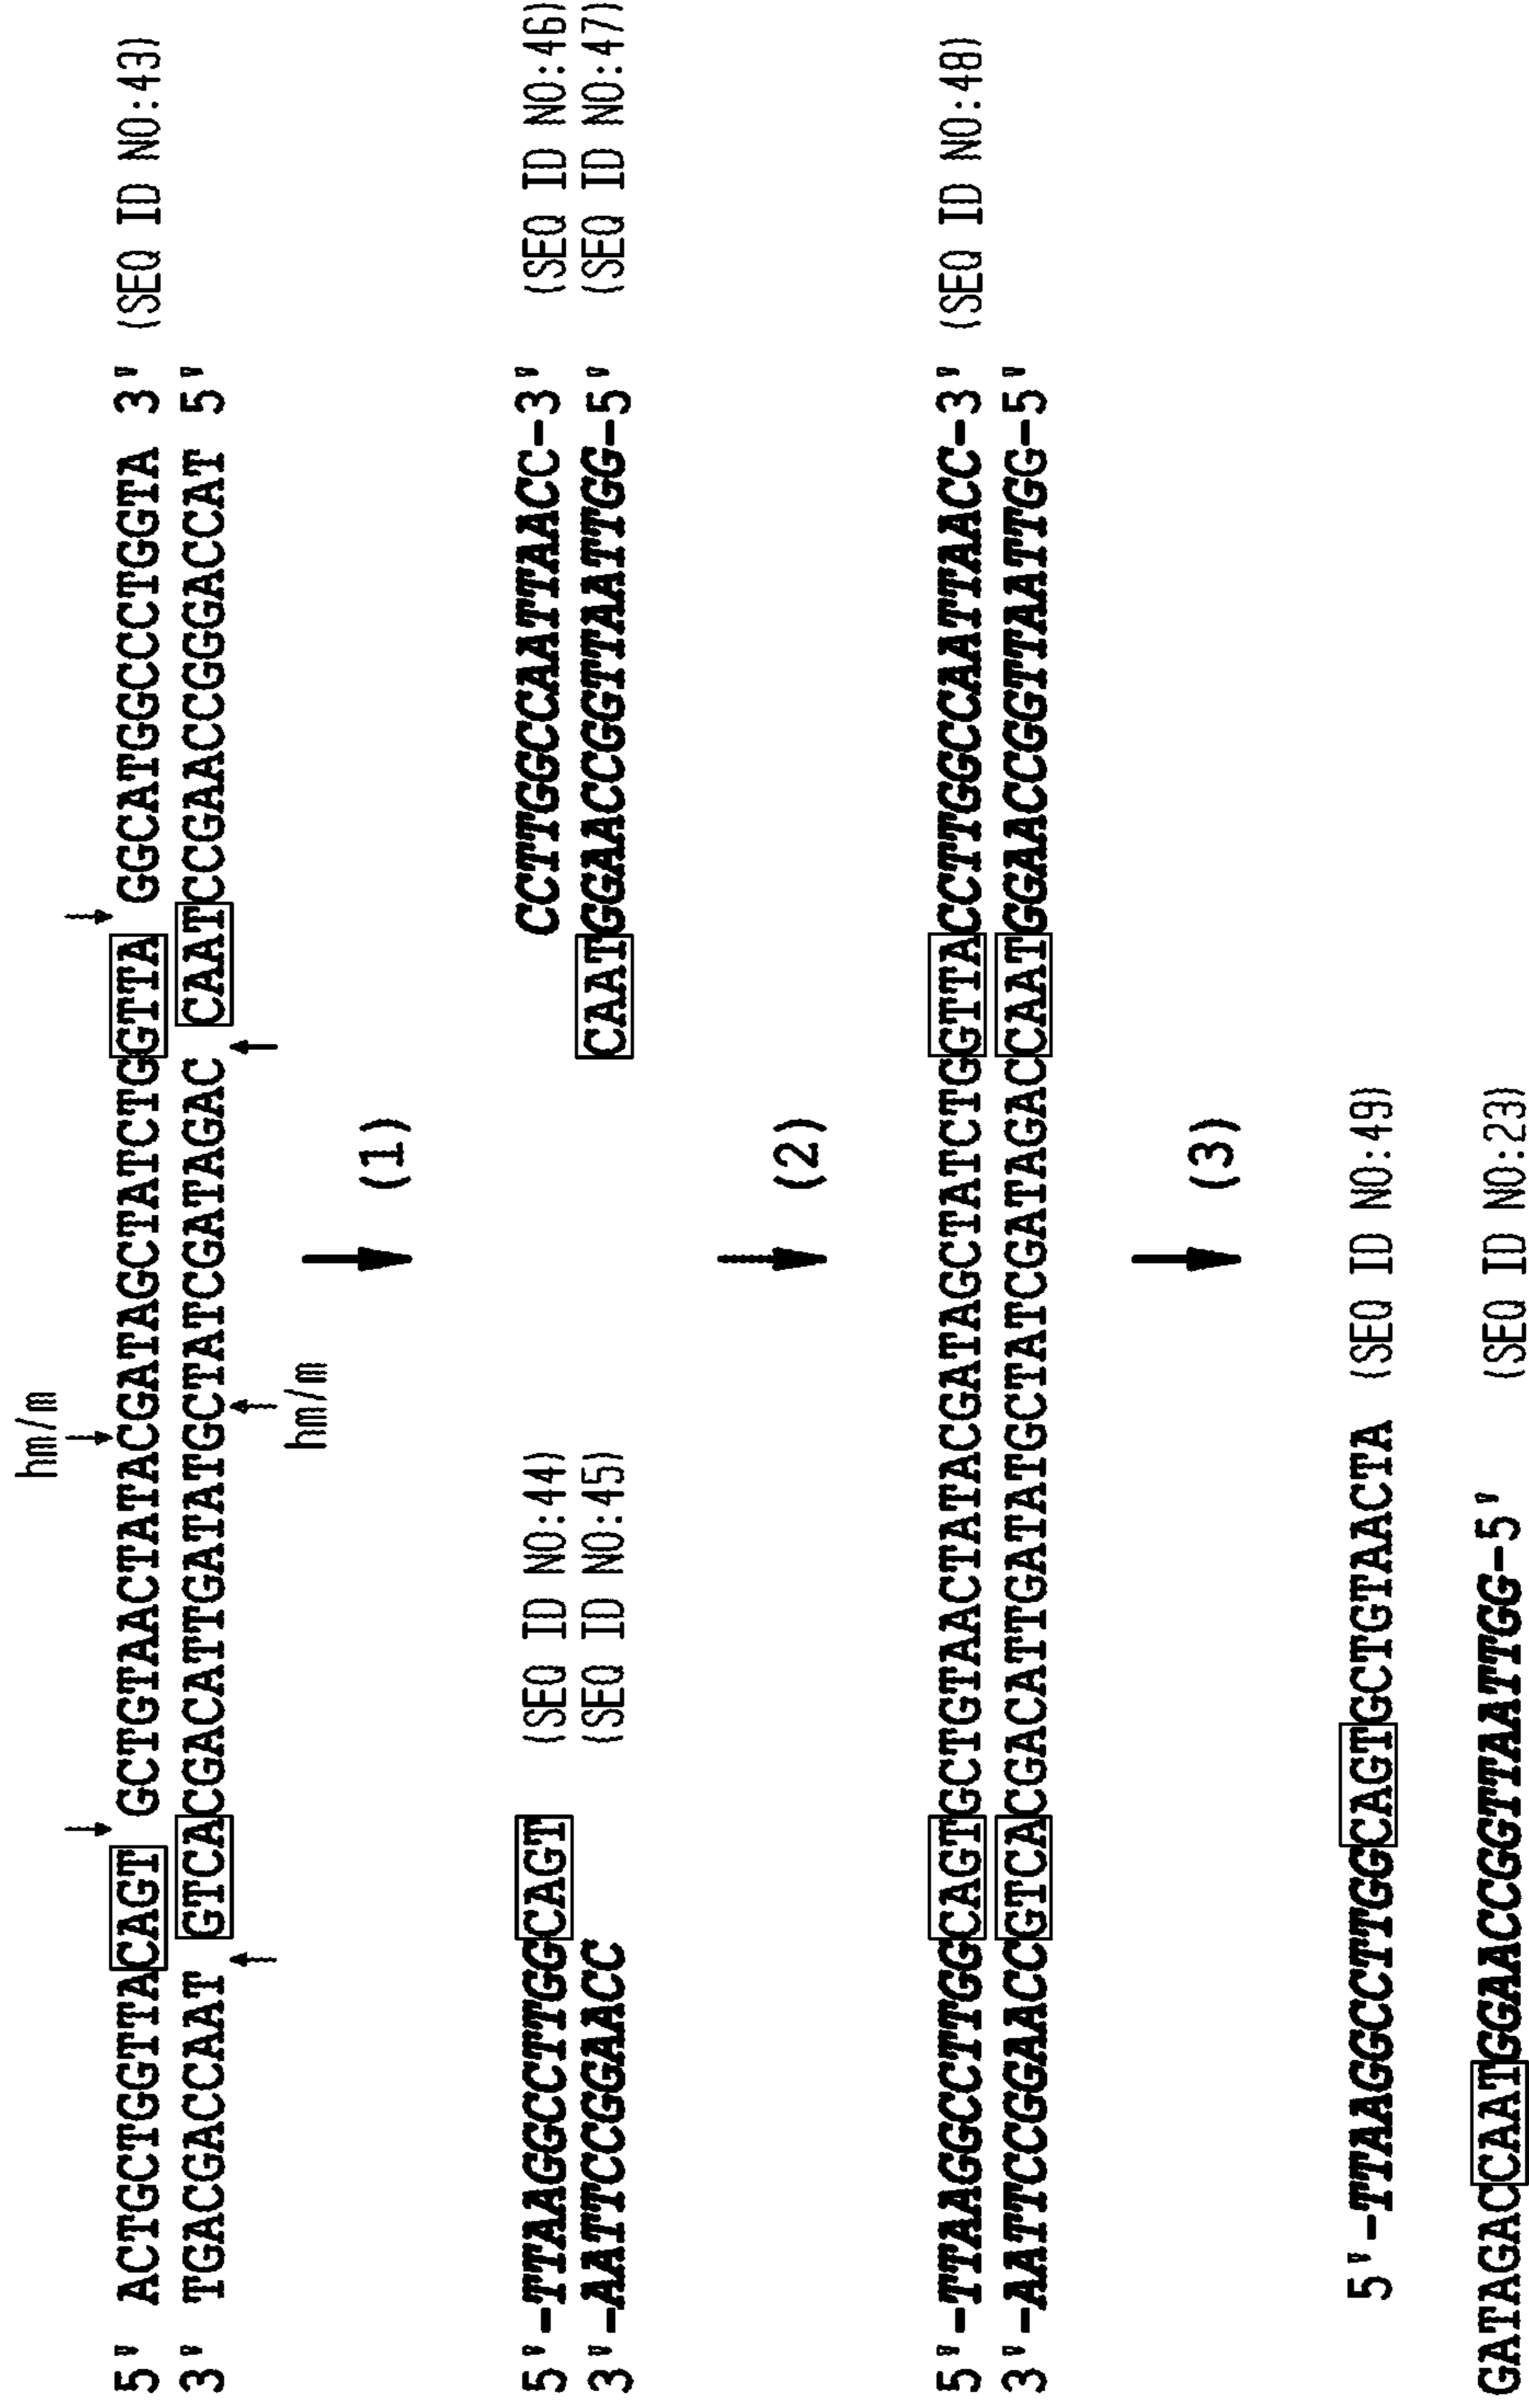 hm/m
5' ACTGCTGGTTACAGT GCTGTAACTATACGATAGCTATCTGGTTA GGCATGGCCCTGGTA 3' (SEQ ID NO:43)
3' TGACGACCAAT GTCACGACATTGATATGCTATCGATAGAC CAATCCGAACCGGGACCAT 5'
hm/m
(1)
5'-TTAAGGCCTTGGCAGT (SEQ ID NO:44) CCTTGGCCAATTAACC-3' (SEQ ID NO:46)
3'-AATTCCGGAACC (SEQ ID NO:45) CAATGGAACCGGTTAATTGG-5' (SEQ ID NO:47)
(2)
5'-TTAAGGCCTTGGCAGTGCTGTAACTATACGATAGCTATCTGGTTACCTTGGCCAATTAACC-3' (SEQ ID NO:48)
3'-AATTCCGGAACCGTCACGACATTGATATGCTATCGATAGACCAATGGAACCGGTTAATTGG-5'
(3)
5'-TTAAGGCCTTGGCAGTGCTGTAACTA (SEQ ID NO:49)
GATAGACCAATGGAACCGGTTAATTGG-5' (SEQ ID NO:23)